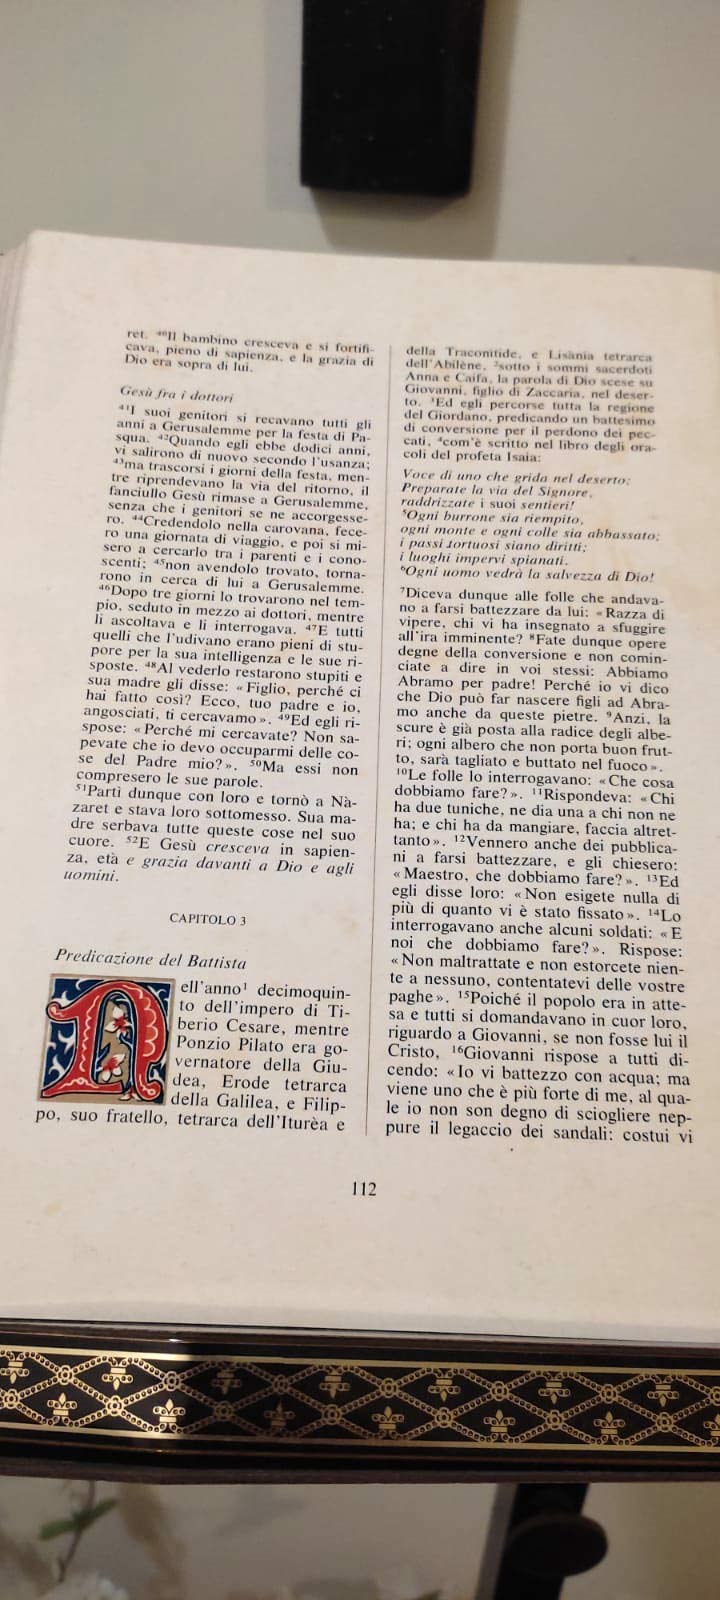 ret. ⁴⁰Il bambino cresceva e si fortifi-
cava, pieno di sapienza, e la grazia di
Dio era sopra di lui.
Gesù fra i dottori
⁴¹I suoi genitori si recavano tutti gli
anni a Gerusalemme per la festa di Pa-
squa. ⁴²Quando egli ebbe dodici anni,
vi salirono di nuovo secondo l'usanza;
⁴³ma trascorsi i giorni della festa, men-
tre riprendevano la via del ritorno, il
fanciullo Gesù rimase a Gerusalemme,
senza che i genitori se ne accorgesse-
ro. ⁴⁴Credendolo nella carovana, fece-
ro una giornata di viaggio, e poi si mi-
sero a cercarlo tra i parenti e i cono-
scenti; ⁴⁵non avendolo trovato, torna-
rono in cerca di lui a Gerusalemme.
⁴⁶Dopo tre giorni lo trovarono nel tem-
pio, seduto in mezzo ai dottori, mentre
li ascoltava e li interrogava. ⁴⁷E tutti
quelli che l'udivano erano pieni di stu-
pore per la sua intelligenza e le sue ri-
sposte. ⁴⁸Al vederlo restarono stupiti e
sua madre gli disse: «Figlio, perché ci
hai fatto così? Ecco, tuo padre e io,
angosciati, ti cercavamo». ⁴⁹Ed egli ri-
spose: «Perché mi cercavate? Non sa-
pevate che io devo occuparmi delle co-
se del Padre mio?». ⁵⁰Ma essi non
compresero le sue parole.
⁵¹Partì dunque con loro e tornò a Nà-
zaret e stava loro sottomesso. Sua ma-
dre serbava tutte queste cose nel suo
cuore. ⁵²E Gesù cresceva in sapien-
za, età e grazia davanti a Dio e agli
uomini.
CAPITOLO 3
Predicazione del Battista
Nell'anno¹ decimoquin-
to dell'impero di Ti-
berio Cesare, mentre
Ponzio Pilato era go-
vernatore della Giu-
dea, Erode tetrarca
della Galilea, e Filip-
po, suo fratello, tetrarca dell'Iturèa e
della Traconìtide, e Lisània tetrarca
dell'Abilène, ²sotto i sommi sacerdoti
Anna e Caifa, la parola di Dio scese su
Giovanni, figlio di Zaccaria, nel deser-
to. ³Ed egli percorse tutta la regione
del Giordano, predicando un battesimo
di conversione per il perdono dei pec-
cati, ⁴com'è scritto nel libro degli ora-
coli del profeta Isaia:
Voce di uno che grida nel deserto:
Preparate la via del Signore,
raddrizzate i suoi sentieri!
⁵Ogni burrone sia riempito,
ogni monte e ogni colle sia abbassato;
i passi tortuosi siano diritti;
i luoghi impervi spianati.
⁶Ogni uomo vedrà la salvezza di Dio!
⁷Diceva dunque alle folle che andava-
no a farsi battezzare da lui: «Razza di
vipere, chi vi ha insegnato a sfuggire
all'ira imminente? ⁸Fate dunque opere
degne della conversione e non comin-
ciate a dire in voi stessi: Abbiamo
Abramo per padre! Perché io vi dico
che Dio può far nascere figli ad Abra-
mo anche da queste pietre. ⁹Anzi, la
scure è già posta alla radice degli albe-
ri; ogni albero che non porta buon frut-
to, sarà tagliato e buttato nel fuoco».
¹⁰Le folle lo interrogavano: «Che cosa
dobbiamo fare?». ¹¹Rispondeva: «Chi
ha due tuniche, ne dia una a chi non ne
ha; e chi ha da mangiare, faccia altret-
tanto». ¹²Vennero anche dei pubblica-
ni a farsi battezzare, e gli chiesero:
«Maestro, che dobbiamo fare?». ¹³Ed
egli disse loro: «Non esigete nulla di
più di quanto vi è stato fissato». ¹⁴Lo
interrogavano anche alcuni soldati: «E
noi che dobbiamo fare?». Rispose:
«Non maltrattate e non estorcete nien-
te a nessuno, contentatevi delle vostre
paghe». ¹⁵Poiché il popolo era in atte-
sa e tutti si domandavano in cuor loro,
riguardo a Giovanni, se non fosse lui il
Cristo, ¹⁶Giovanni rispose a tutti di-
cendo: «Io vi battezzo con acqua; ma
viene uno che è più forte di me, al qua-
le io non son degno di sciogliere nep-
pure il legaccio dei sandali: costui vi
112